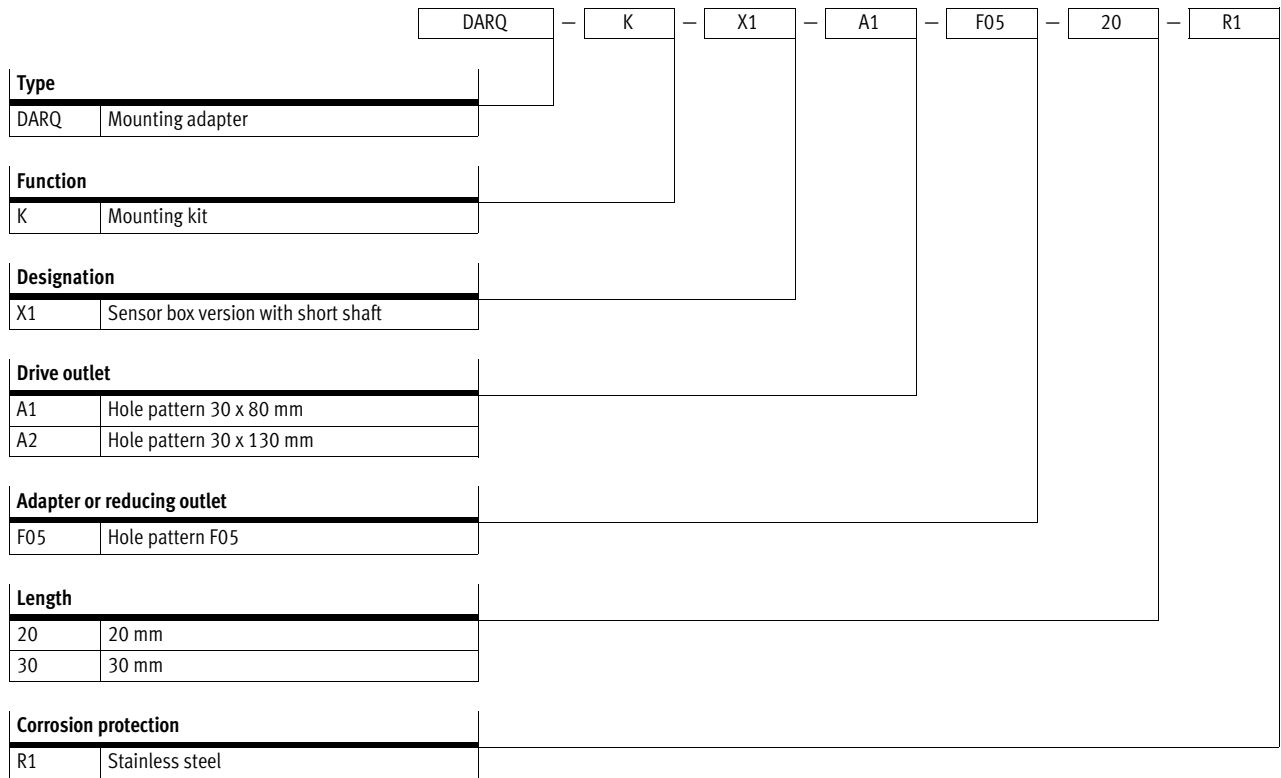 DARQ – K – X1 – A1 – F05 – 20 – R1
Type
DARQ Mounting adapter
Function
K Mounting kit
Designation
X1 Sensor box version with short shaft
Drive outlet
A1 Hole pattern 30 x 80 mm
A2 Hole pattern 30 x 130 mm
Adapter or reducing outlet
F05 Hole pattern F05
Length
20 20 mm
30 30 mm
Corrosion protection
R1 Stainless steel